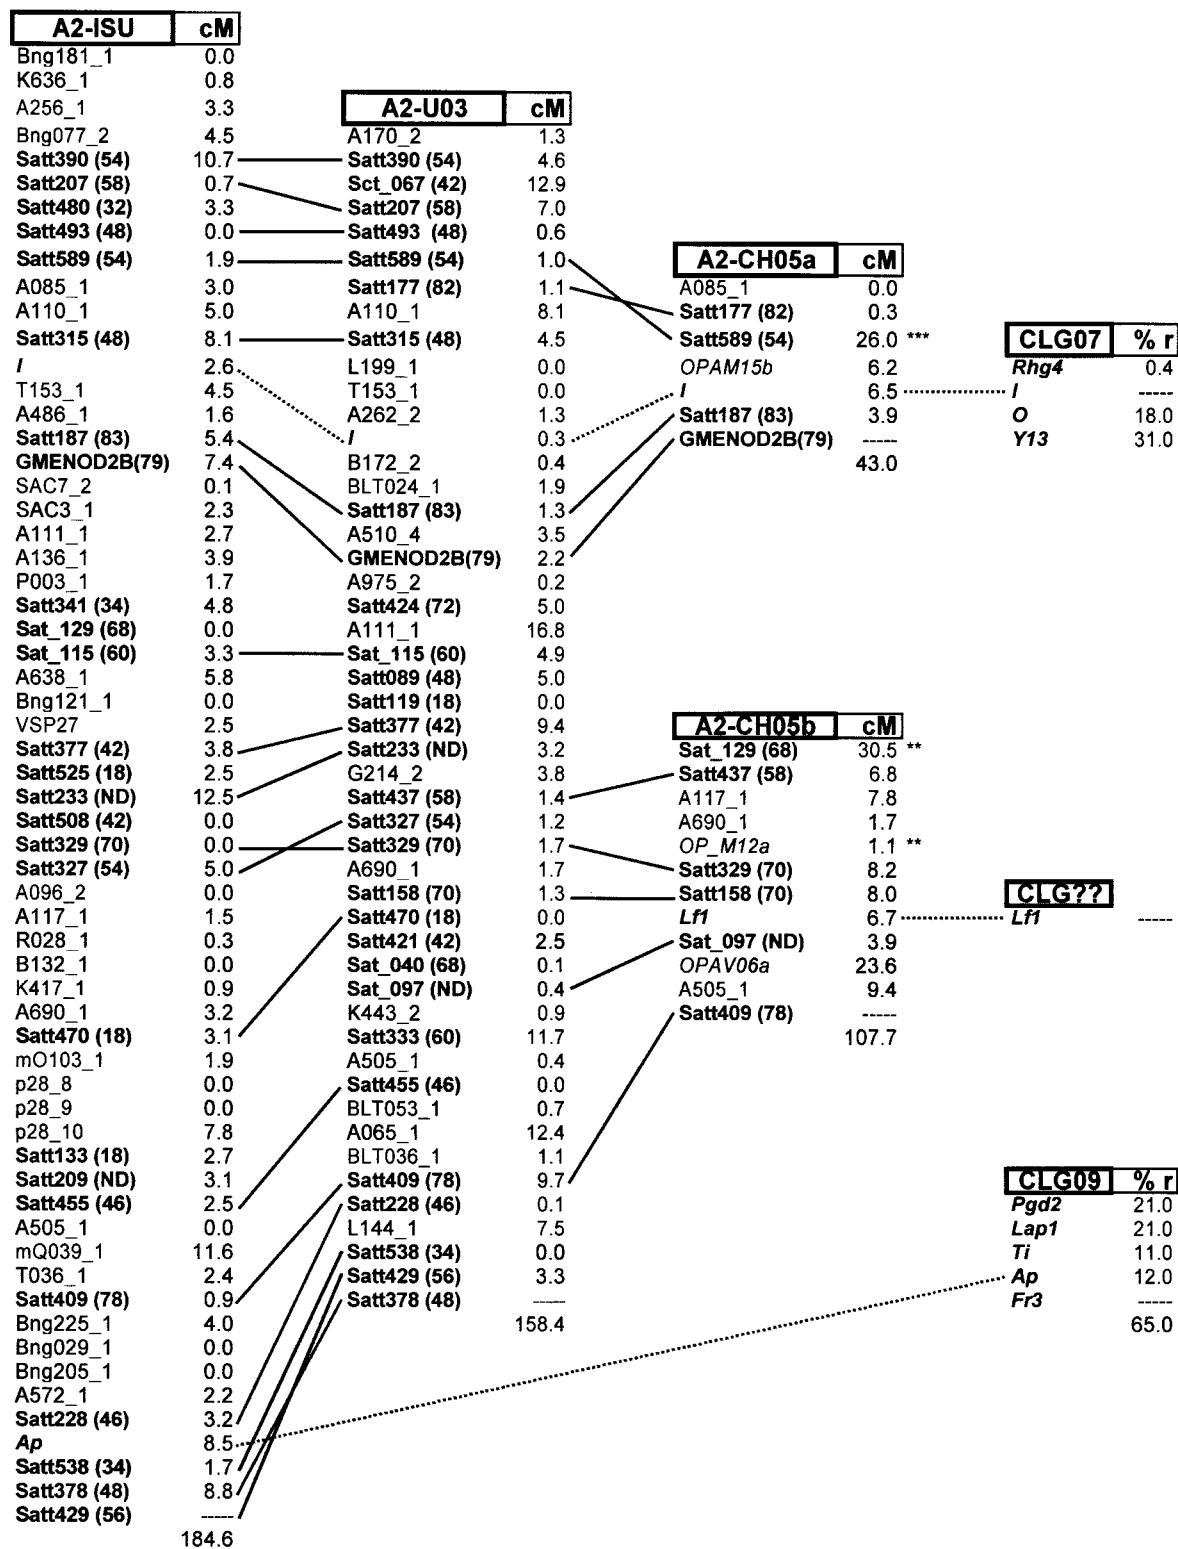 A2-ISU cM
Bng181_1 0.0
K636_1 0.8
A256_1 3.3
Bng077_2 4.5
Satt390 (54) 10.7
Satt207 (58) 0.7
Satt480 (32) 3.3
Satt493 (48) 0.0
Satt589 (54) 1.9
A085_1 3.0
A110_1 5.0
Satt315 (48) 8.1
I 2.6
T153_1 4.5
A486_1 1.6
Satt187 (83) 5.4
GMENOD2B(79) 7.4
SAC7_2 0.1
SAC3_1 2.3
A111_1 2.7
A136_1 3.9
P003_1 1.7
Satt341 (34) 4.8
Sat_129 (68) 0.0
Sat_115 (60) 3.3
A638_1 5.8
Bng121_1 0.0
VSP27 2.5
Satt377 (42) 3.8
Satt525 (18) 2.5
Satt233 (ND) 12.5
Satt508 (42) 0.0
Satt329 (70) 0.0
Satt327 (54) 5.0
A096_2 0.0
A117_1 1.5
R028_1 0.3
B132_1 0.0
K417_1 0.9
A690_1 3.2
Satt470 (18) 3.1
mO103_1 1.9
p28_8 0.0
p28_9 0.0
p28_10 7.8
Satt133 (18) 2.7
Satt209 (ND) 3.1
Satt455 (46) 2.5
A505_1 0.0
mQ039_1 11.6
T036_1 2.4
Satt409 (78) 0.9
Bng225_1 4.0
Bng029_1 0.0
Bng205_1 0.0
A572_1 2.2
Satt228 (46) 3.2
Ap 8.5
Satt538 (34) 1.7
Satt378 (48) 8.8
Satt429 (56) -----
184.6
A2-U03 cM
A170_2 1.3
Satt390 (54) 4.6
Sct_067 (42) 12.9
Satt207 (58) 7.0
Satt493 (48) 0.6
Satt589 (54) 1.0
Satt177 (82) 1.1
A110_1 8.1
Satt315 (48) 4.5
L199_1 0.0
T153_1 0.0
A262_2 1.3
I 0.3
B172_2 0.4
BLT024_1 1.9
Satt187 (83) 1.3
A510_4 3.5
GMENOD2B(79) 2.2
A975_2 0.2
Satt424 (72) 5.0
A111_1 16.8
Sat_115 (60) 4.9
Satt089 (48) 5.0
Satt119 (18) 0.0
Satt377 (42) 9.4
Satt233 (ND) 3.2
G214_2 3.8
Satt437 (58) 1.4
Satt327 (54) 1.2
Satt329 (70) 1.7
A690_1 1.7
Satt158 (70) 1.3
Satt470 (18) 0.0
Satt421 (42) 2.5
Sat_040 (68) 0.1
Sat_097 (ND) 0.4
K443_2 0.9
Satt333 (60) 11.7
A505_1 0.4
Satt455 (46) 0.0
BLT053_1 0.7
A065_1 12.4
BLT036_1 1.1
Satt409 (78) 9.7
Satt228 (46) 0.1
L144_1 7.5
Satt538 (34) 0.0
Satt429 (56) 3.3
Satt378 (48) -----
158.4
A2-CH05a cM
A085_1 0.0
Satt177 (82) 0.3
Satt589 (54) 26.0 ***
OPAM15b 6.2
I 6.5
Satt187 (83) 3.9
GMENOD2B(79) -----
43.0
A2-CH05b cM
Sat_129 (68) 30.5 **
Satt437 (58) 6.8
A117_1 7.8
A690_1 1.7
OP_M12a 1.1 **
Satt329 (70) 8.2
Satt158 (70) 8.0
Lf1 6.7
Sat_097 (ND) 3.9
OPAV06a 23.6
A505_1 9.4
Satt409 (78) -----
107.7
CLG07 % r
Rhg4 0.4
I -----
O 18.0
Y13 31.0
CLG??
Lf1 -----
CLG09 % r
Pgd2 21.0
Lap1 21.0
Ti 11.0
Ap 12.0
Fr3 -----
65.0